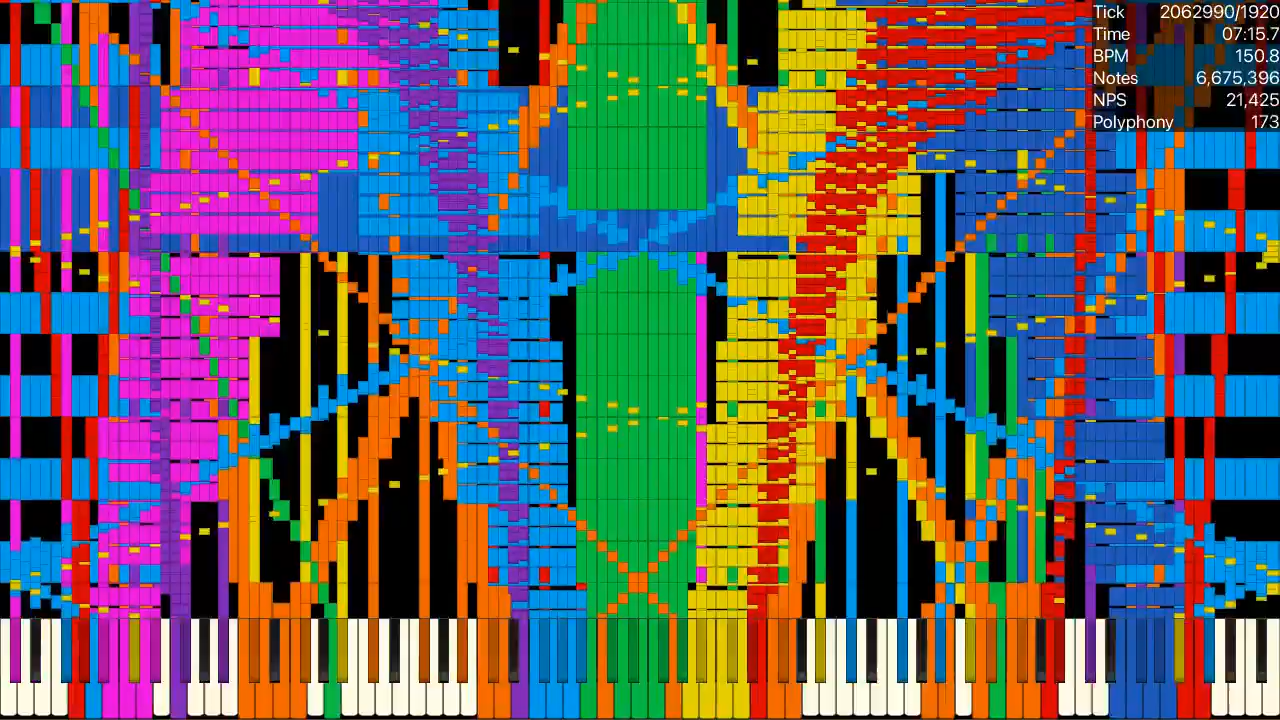 Tick 2062990/1920
Time 07:15.7
BPM 150.8
Notes 6,675,396
NPS 21,425
Polyphony 173